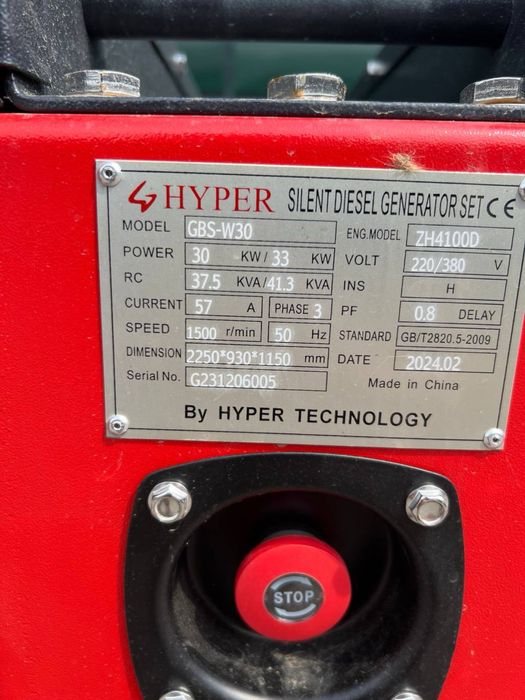 HYPER SILENT DIESEL GENERATOR SET CE
MODEL GBS-W30 ENG.MODEL ZH4100D
POWER 30 KW/33 KW VOLT 220/380 V
RC 37.5 KVA/41.3 KVA INS H
CURRENT 57 A PHASE 3 PF 0.8 DELAY
SPEED 1500 r/min 50 Hz STANDARD GB/T2820.5-2009
DIMENSION 2250*930*1150 mm DATE 2024.02
Serial No. G231206005 Made in China
By HYPER TECHNOLOGY
STOP